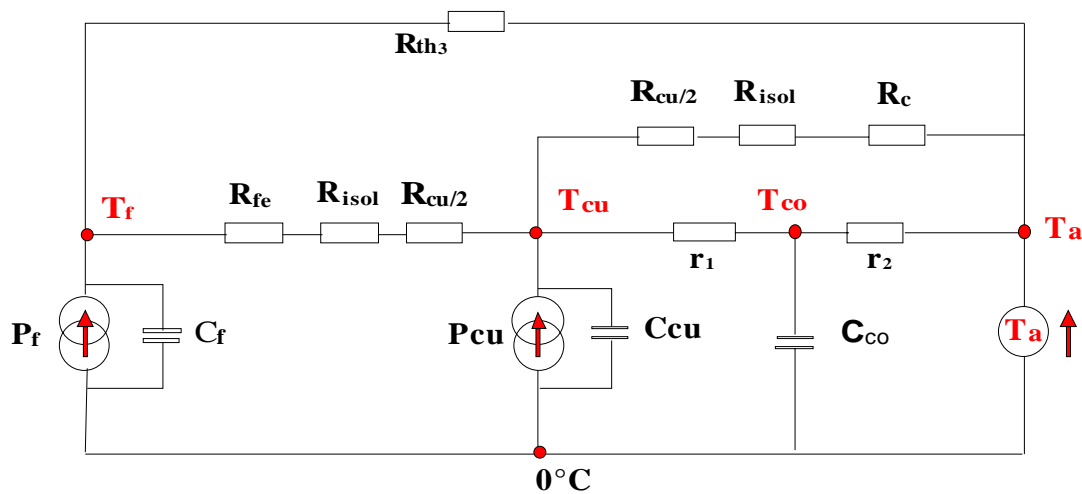 Rth3
Rcu/2 Risol Rc
Rfe Risol Rcu/2
Tf Tcu Tco Ta
r1 r2
Pf Cf Pcu Ccu Cco Ta
0°C